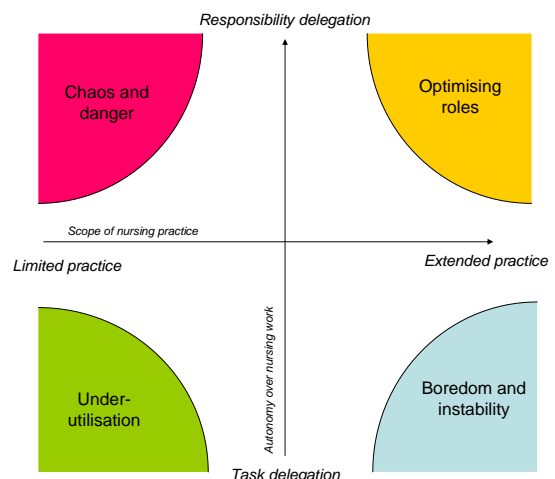 Responsibility delegation
Chaos and
danger
Optimising
roles
Scope of nursing practice
Limited practice
Extended practice
Autonomy over nursing work
Under-
utilisation
Boredom and
instability
Task delegation